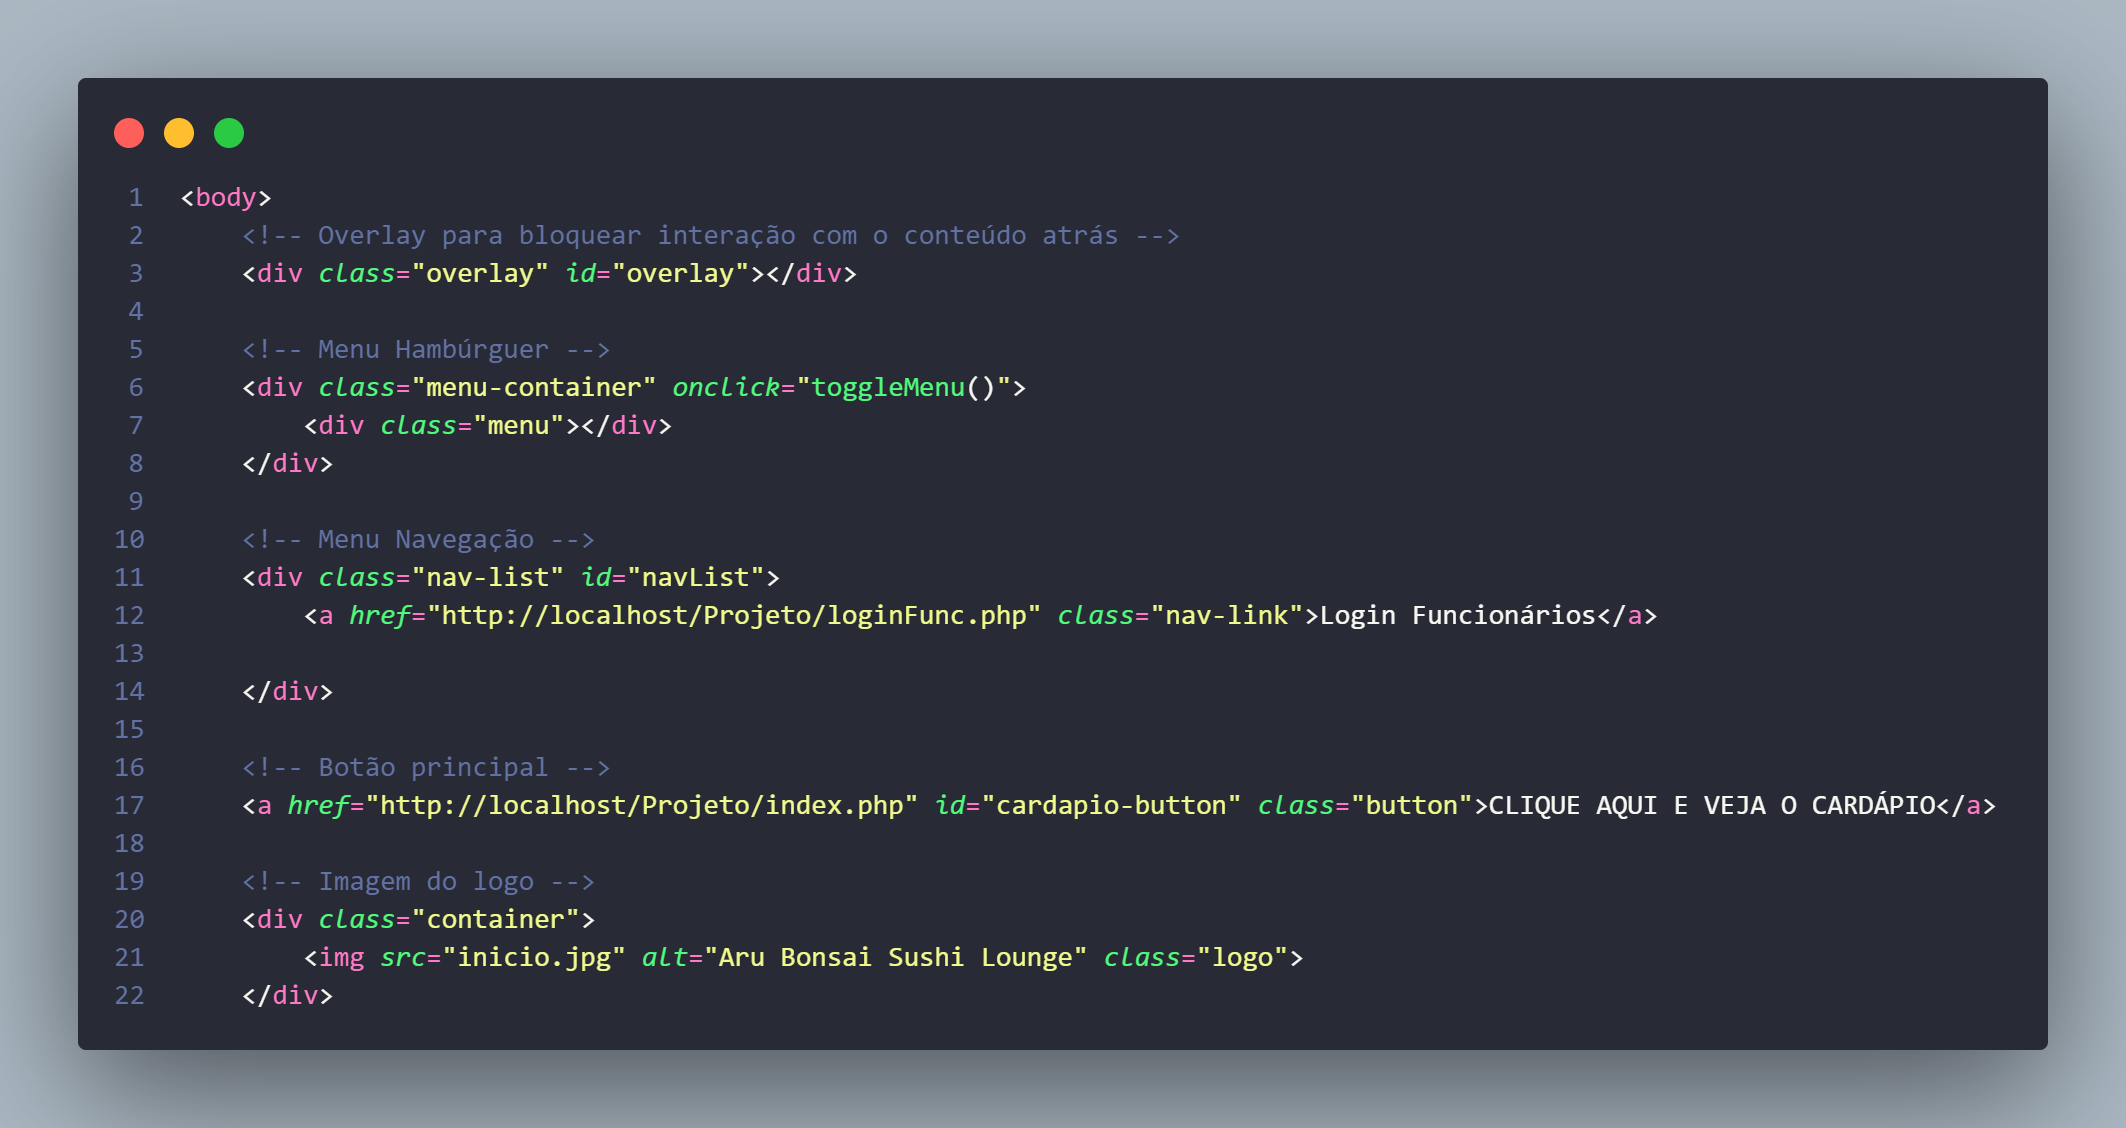 1 <body>
2     <!-- Overlay para bloquear interação com o conteúdo atrás -->
3     <div class="overlay" id="overlay"></div>
4
5     <!-- Menu Hambúrguer -->
6     <div class="menu-container" onclick="toggleMenu()">
7         <div class="menu"></div>
8     </div>
9
10     <!-- Menu Navegação -->
11     <div class="nav-list" id="navList">
12         <a href="http://localhost/Projeto/loginFunc.php" class="nav-link">Login Funcionários</a>
13
14     </div>
15
16     <!-- Botão principal -->
17     <a href="http://localhost/Projeto/index.php" id="cardapio-button" class="button">CLIQUE AQUI E VEJA O CARDÁPIO</a>
18
19     <!-- Imagem do logo -->
20     <div class="container">
21         <img src="inicio.jpg" alt="Aru Bonsai Sushi Lounge" class="logo">
22     </div>